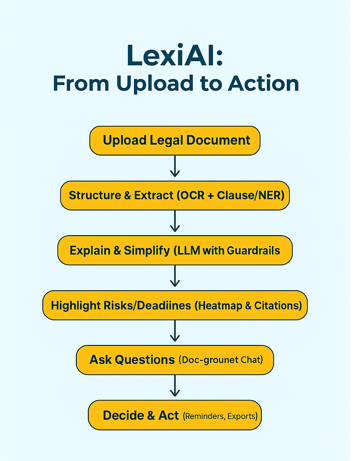 LexiAI:
From Upload to Action
Upload Legal Document
Structure & Extract (OCR + Clause/NER)
Explain & Simplify (LLM with Guardrails
Highlight Risks/Deadiines (Heatmap & Citations)
Ask Questions (Doc-grounet Chat)
Decide & Act (Reminders, Exports)